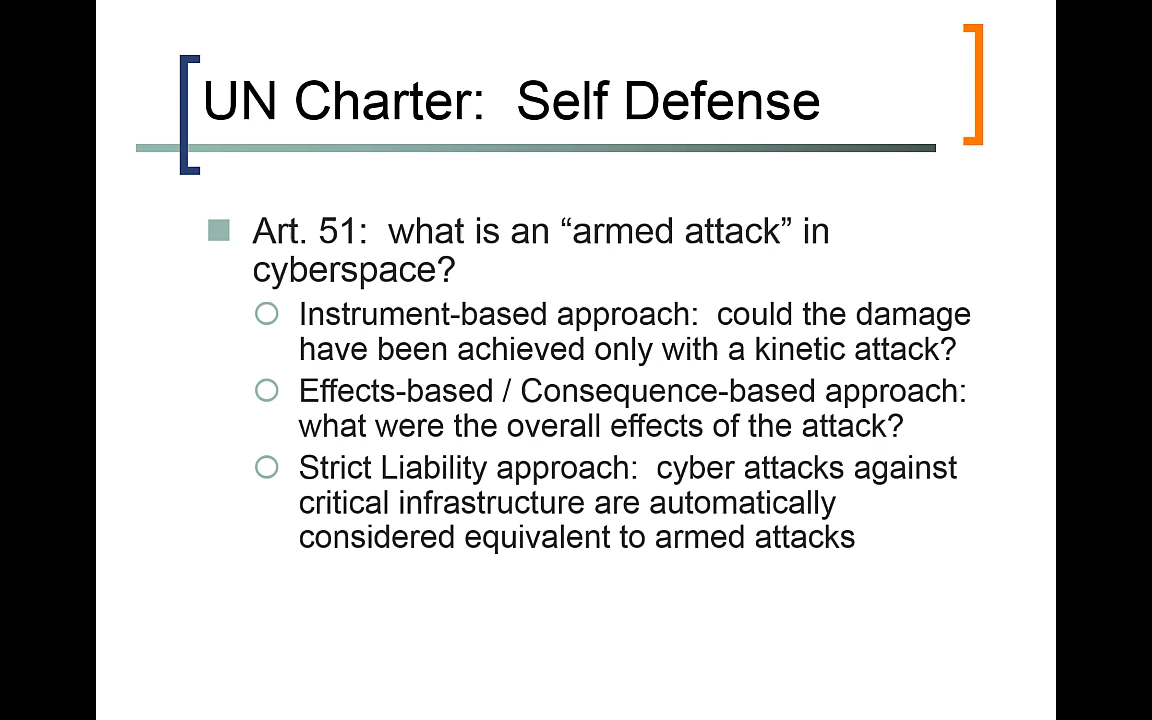 UN Charter:  Self Defense
Art. 51:  what is an “armed attack” in
cyberspace?
Instrument-based approach:  could the damage
have been achieved only with a kinetic attack?
Effects-based / Consequence-based approach:
what were the overall effects of the attack?
Strict Liability approach:  cyber attacks against
critical infrastructure are automatically
considered equivalent to armed attacks